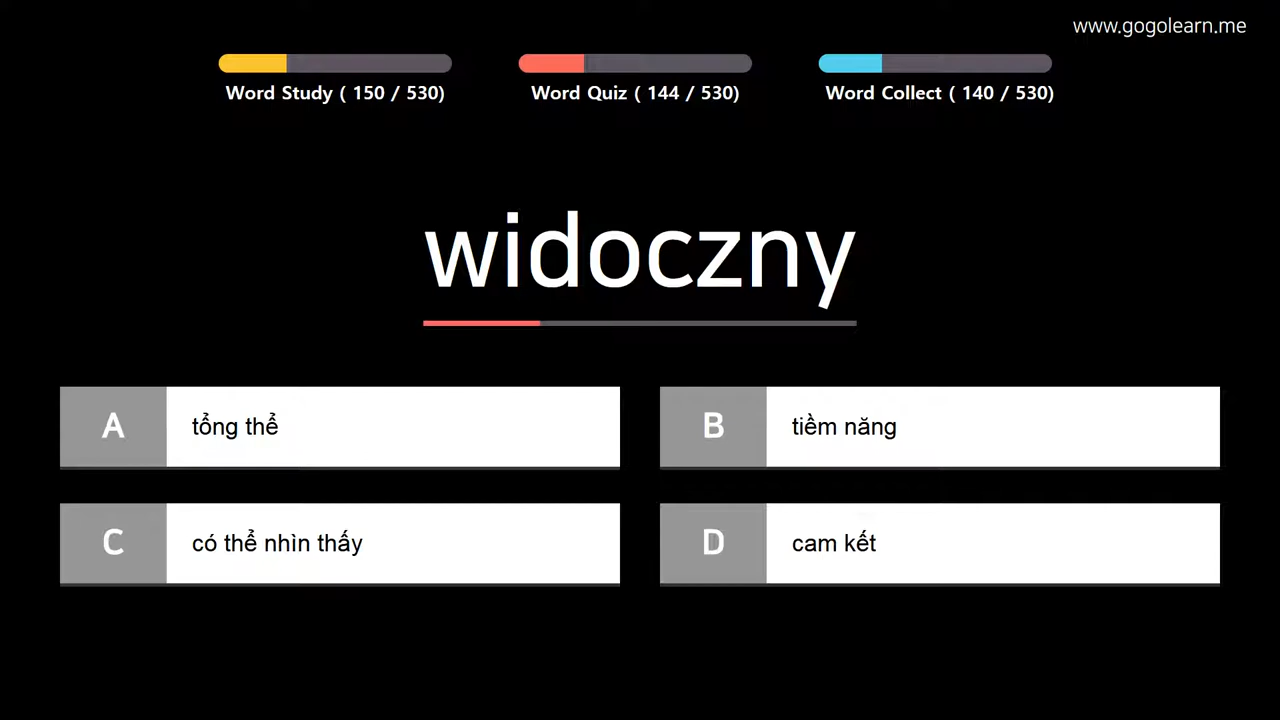 www.gogolearn.me
Word Study ( 150 / 530)
Word Quiz ( 144 / 530)
Word Collect ( 140 / 530)
widoczny
A tổng thể
B tiềm năng
C có thể nhìn thấy
D cam kết